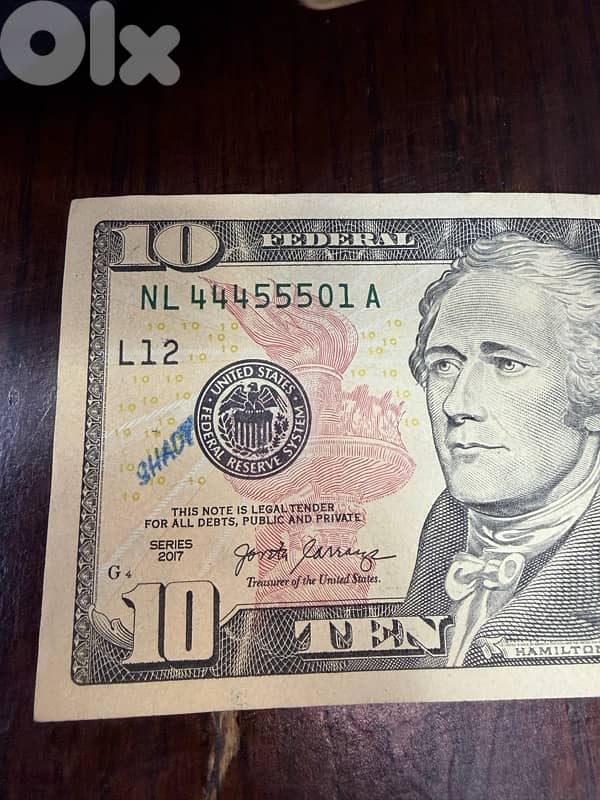 Olx
10
FEDERAL
NL 44455501 A
L12
UNITED STATES
FEDERAL RESERVE SYSTEM
SHADY
THIS NOTE IS LEGAL TENDER
FOR ALL DEBTS, PUBLIC AND PRIVATE
SERIES
2017
Treasurer of the United States.
G 4
10
TEN
HAMILTON